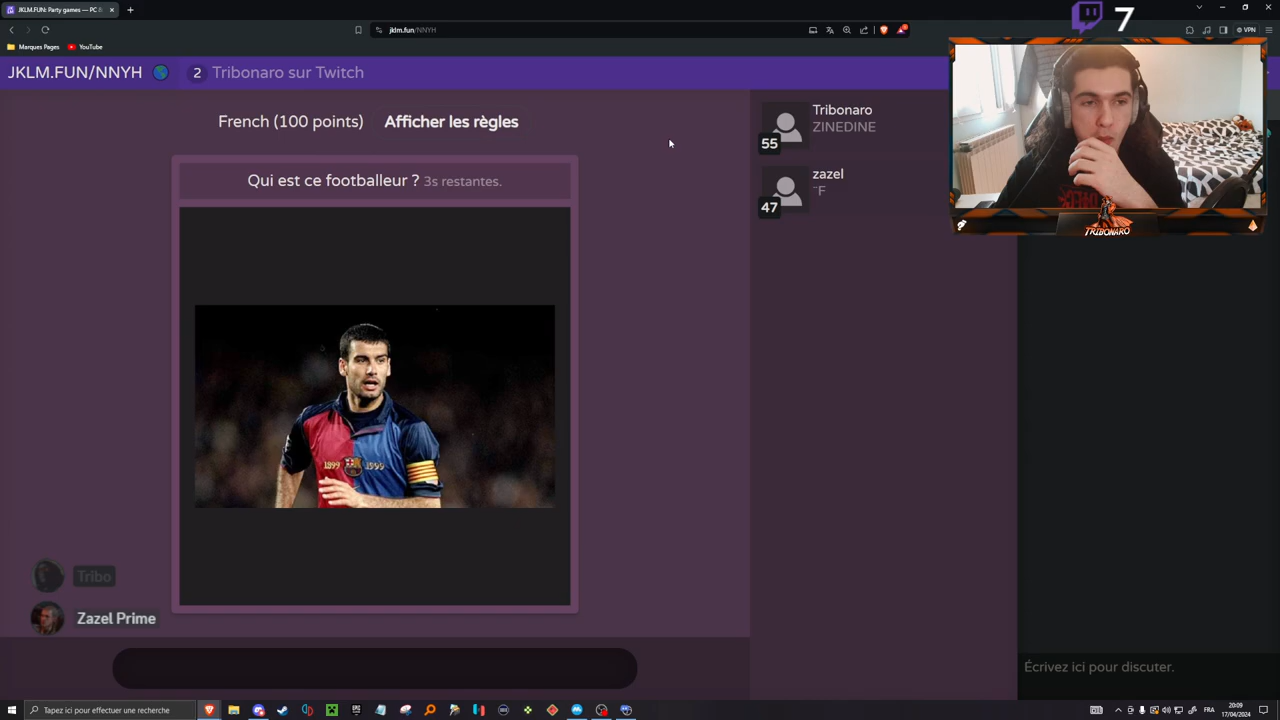 JKLM.FUN: Party games — PC B
jklm.fun/NNYH
VPN
Marques Pages
YouTube
7
JKLM.FUN/NNYH
2
Tribonaro sur Twitch
French (100 points)
Afficher les règles
Tribonaro
ZINEDINE
55
zazel
¨F
47
Qui est ce footballeur ? 3s restantes.
TRIBONARO
1899 1999
Tribo
Zazel Prime
Écrivez ici pour discuter.
Tapez ici pour effectuer une recherche
FRA
20:09
17/04/2024